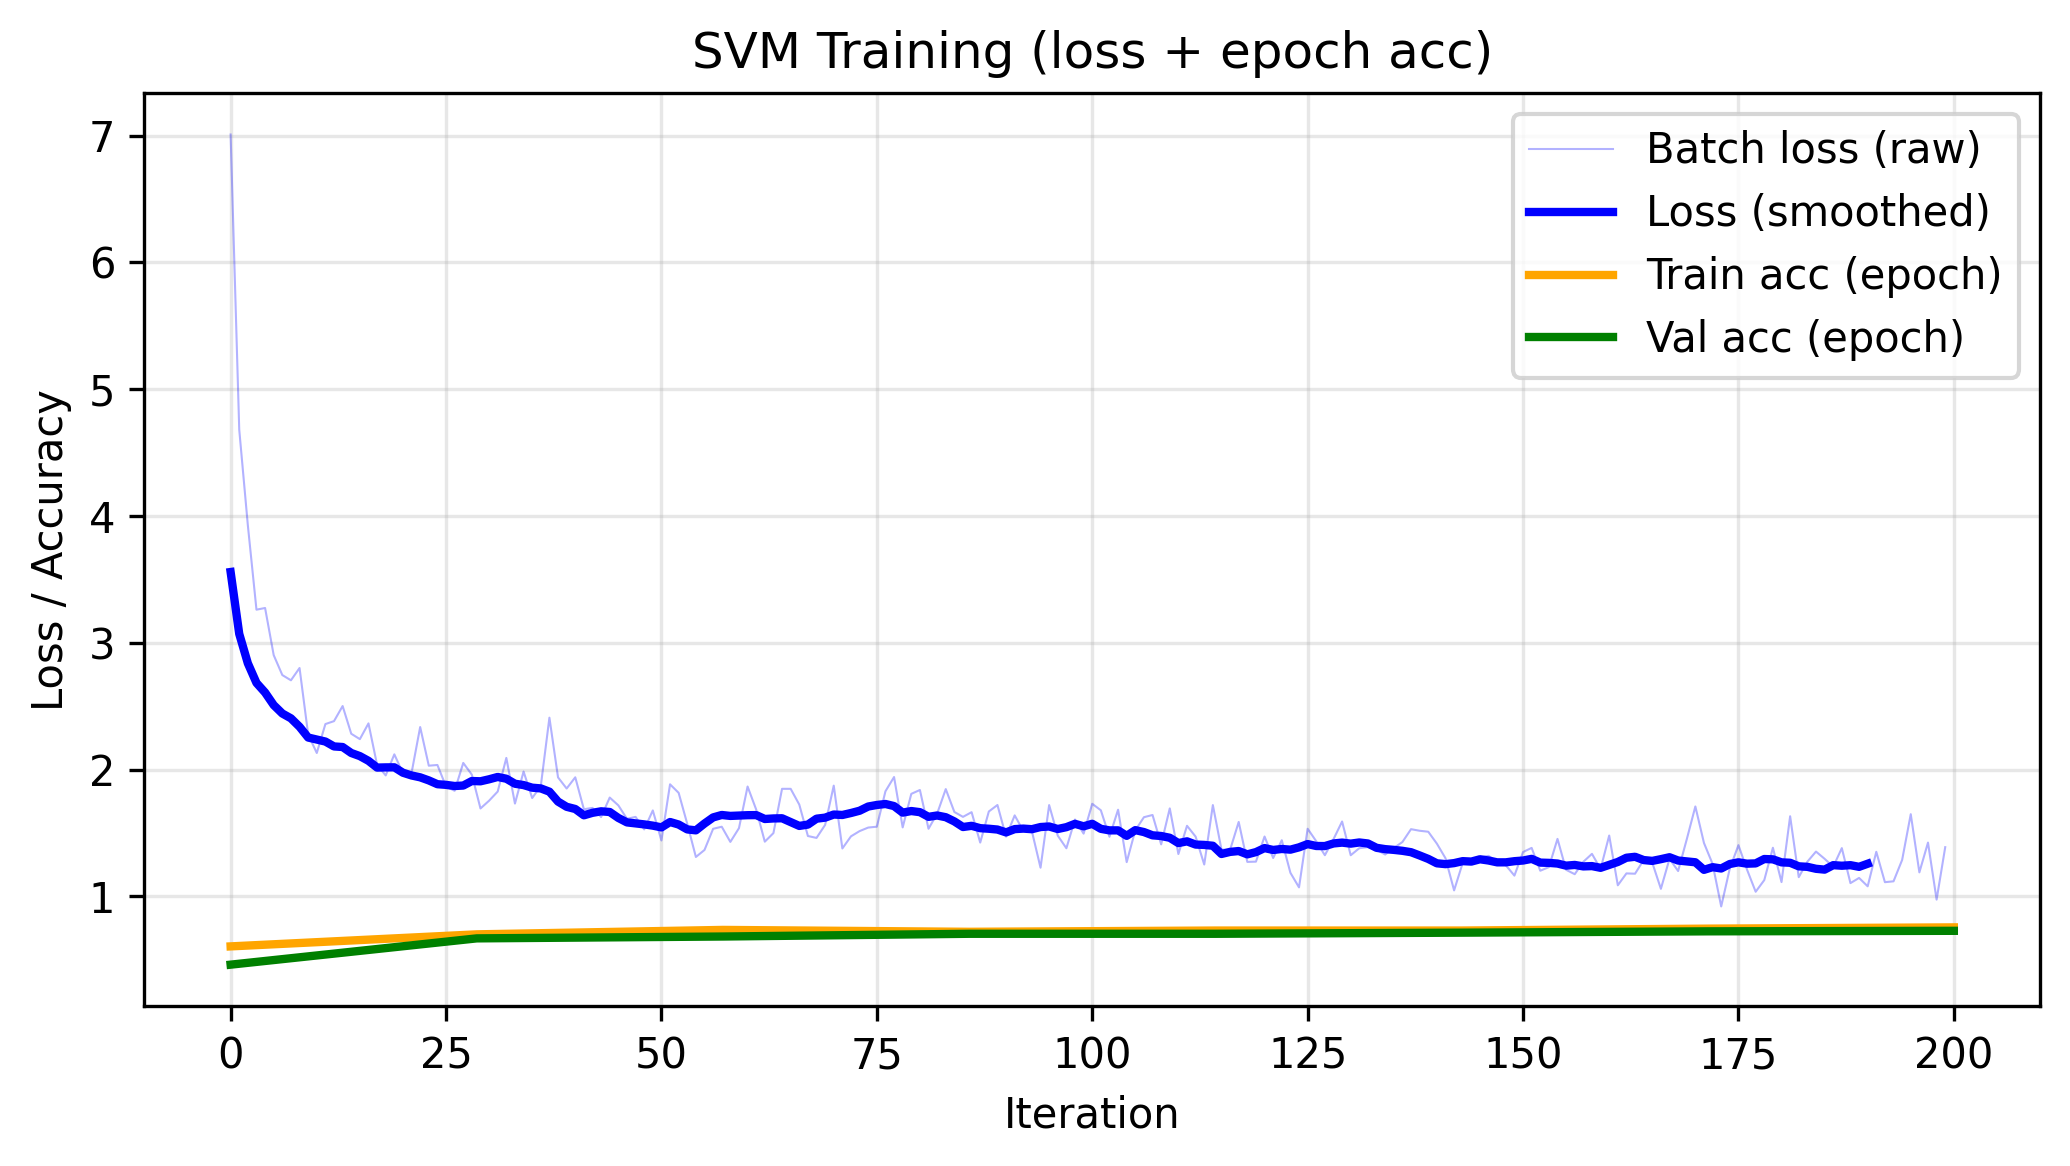 SVM Training (loss + epoch acc)
Batch loss (raw)
Loss (smoothed)
Train acc (epoch)
Val acc (epoch)
Loss / Accuracy
7
6
5
4
3
2
1
0 25 50 75 100 125 150 175 200
Iteration